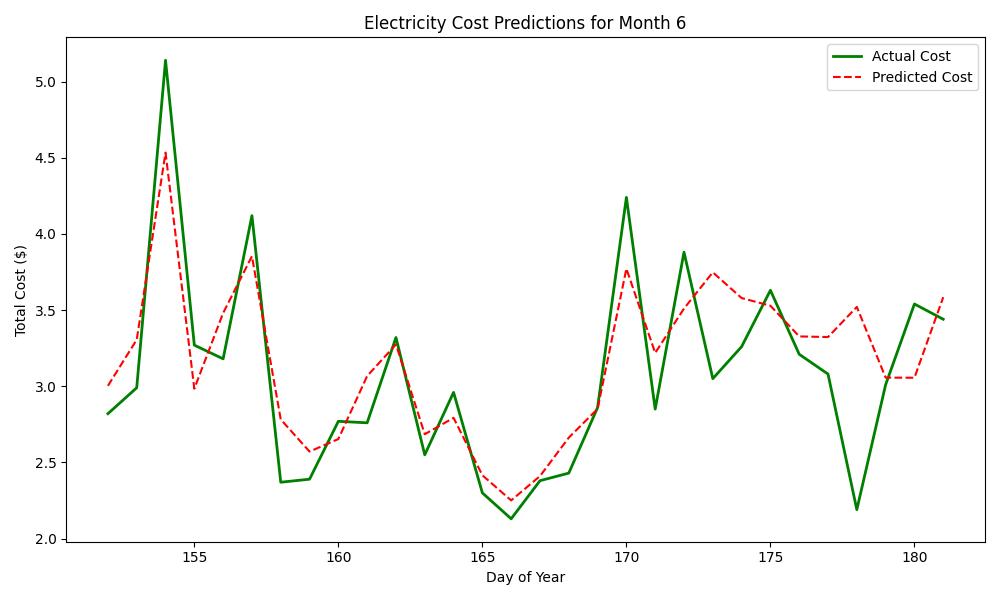 Electricity Cost Predictions for Month 6
Actual Cost
Predicted Cost
Total Cost ($)
5.0
4.5
4.0
3.5
3.0
2.5
2.0
155
160
165
170
175
180
Day of Year